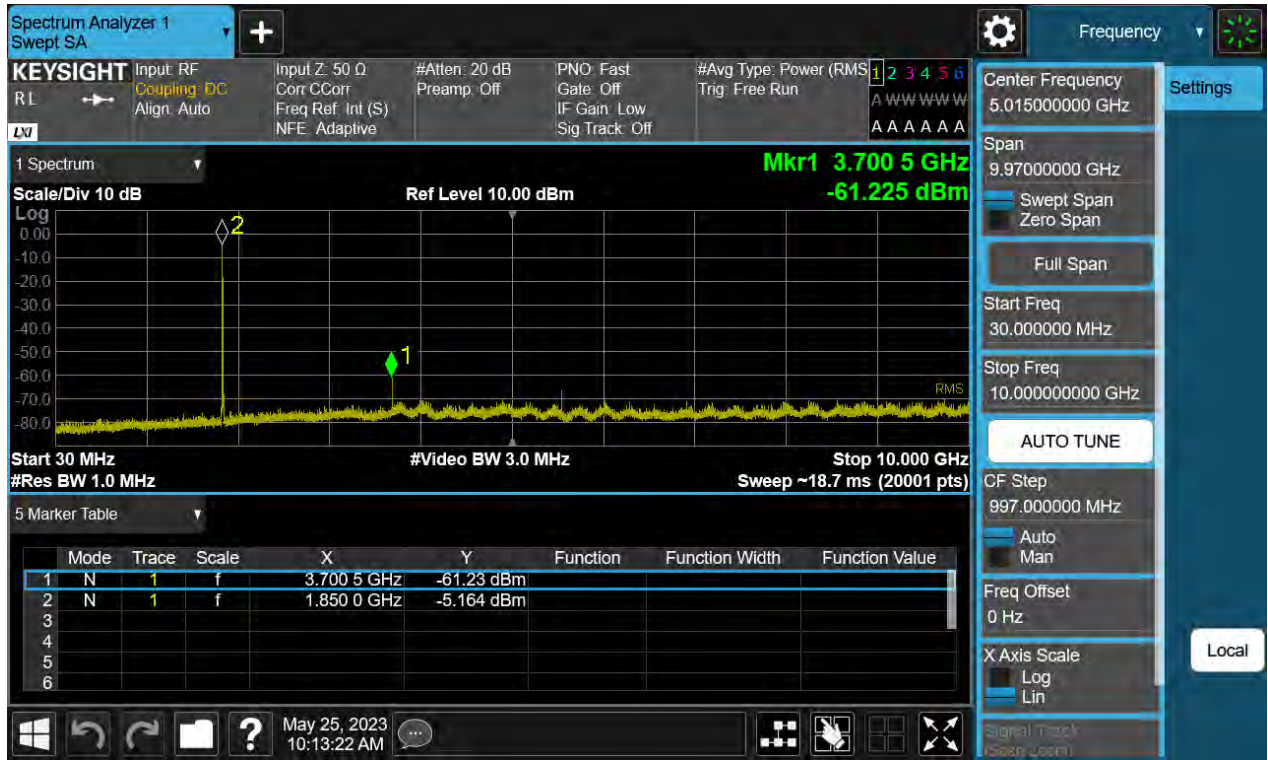 Spectrum Analyzer 1
Swept SA
+
Frequency
KEYSIGHT
RL
LXI
Input: RF
Coupling: DC
Align: Auto
Input Z: 50 Ω
Corr CCorr
Freq Ref: Int (S)
NFE: Adaptive
#Atten: 20 dB
Preamp: Off
PNO: Fast
Gate: Off
IF Gain: Low
Sig Track: Off
#Avg Type: Power (RMS
Trig: Free Run
1 2 3 4 5 6
A W W W W W
A A A A A A
1 Spectrum
Mkr1 3.700 5 GHz
Scale/Div 10 dB
Ref Level 10.00 dBm
-61.225 dBm
Log
0.00
-10.0
-20.0
-30.0
-40.0
-50.0
-60.0
-70.0
-80.0
2
1
RMS
Start 30 MHz
#Video BW 3.0 MHz
Stop 10.000 GHz
#Res BW 1.0 MHz
Sweep ~18.7 ms (20001 pts)
5 Marker Table
Mode Trace Scale X Y Function Function Width Function Value
1 N 1 f 3.700 5 GHz -61.23 dBm
2 N 1 f 1.850 0 GHz -5.164 dBm
3
4
5
6
May 25, 2023
10:13:22 AM
?
Center Frequency
5.015000000 GHz
Settings
Span
9.97000000 GHz
Swept Span
Zero Span
Full Span
Start Freq
30.000000 MHz
Stop Freq
10.000000000 GHz
AUTO TUNE
CF Step
997.000000 MHz
Auto
Man
Freq Offset
0 Hz
X Axis Scale
Log
Lin
Local
Signal Track
(Span Zoom)